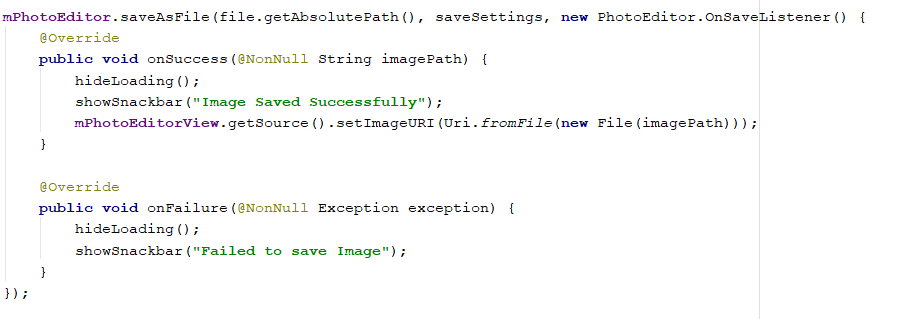 mPhotoEditor.saveAsFile(file.getAbsolutePath(), saveSettings, new PhotoEditor.OnSaveListener() {
    @Override
    public void onSuccess(@NonNull String imagePath) {
        hideLoading();
        showSnackbar("Image Saved Successfully");
        mPhotoEditorView.getSource().setImageURI(Uri.fromFile(new File(imagePath)));
    }

    @Override
    public void onFailure(@NonNull Exception exception) {
        hideLoading();
        showSnackbar("Failed to save Image");
    }
});